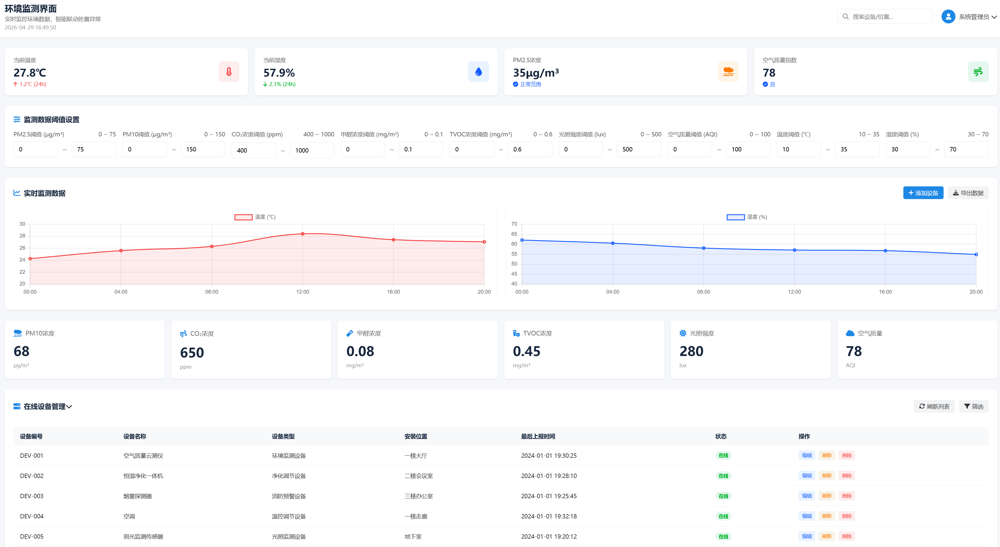 环境监测界面
实时监控环境数据，智能联动处置异常
2026-04-29 16:49:50
搜索设备/位置...
系统管理员
当前温度
27.8℃
1.2℃ (24h)
当前湿度
57.9%
2.1% (24h)
PM2.5浓度
35μg/m³
正常范围
空气质量指数
78
良
监测数据阈值设置
PM2.5阈值 (μg/m³) 0 ~ 75
0 ~ 75
PM10阈值 (μg/m³) 0 ~ 150
0 ~ 150
CO₂浓度阈值 (ppm) 400 ~ 1000
400 ~ 1000
甲醛浓度阈值 (mg/m³) 0 ~ 0.1
0 ~ 0.1
TVOC浓度阈值 (mg/m³) 0 ~ 0.6
0 ~ 0.6
光照强度阈值 (lux) 0 ~ 500
0 ~ 500
空气质量阈值 (AQI) 0 ~ 100
0 ~ 100
温度阈值 (℃) 10 ~ 35
10 ~ 35
湿度阈值 (%) 30 ~ 70
30 ~ 70
实时监测数据
添加设备
导出数据
温度 (℃)
30
28
26
24
22
20
00:00 04:00 08:00 12:00 16:00 20:00
湿度 (%)
70
65
60
55
50
45
40
00:00 04:00 08:00 12:00 16:00 20:00
PM10浓度
68
μg/m³
CO₂浓度
650
ppm
甲醛浓度
0.08
mg/m³
TVOC浓度
0.45
mg/m³
光照强度
280
lux
空气质量
78
AQI
在线设备管理
刷新列表
筛选
设备编号 设备名称 设备类型 安装位置 最后上报时间 状态 操作
DEV-001 空气质量云测仪 环境监测设备 一楼大厅 2024-01-01 19:30:25 在线 编辑 刷新 删除
DEV-002 恒湿净化一体机 净化调节设备 二楼会议室 2024-01-01 19:28:10 在线 编辑 刷新 删除
DEV-003 烟雾探测器 消防预警设备 三楼办公室 2024-01-01 19:25:45 在线 编辑 刷新 删除
DEV-004 空调 温控调节设备 一楼走廊 2024-01-01 19:32:18 在线 编辑 刷新 删除
DEV-005 弱光监测传感器 光照监测设备 地下室 2024-01-01 19:20:12 在线 编辑 刷新 删除